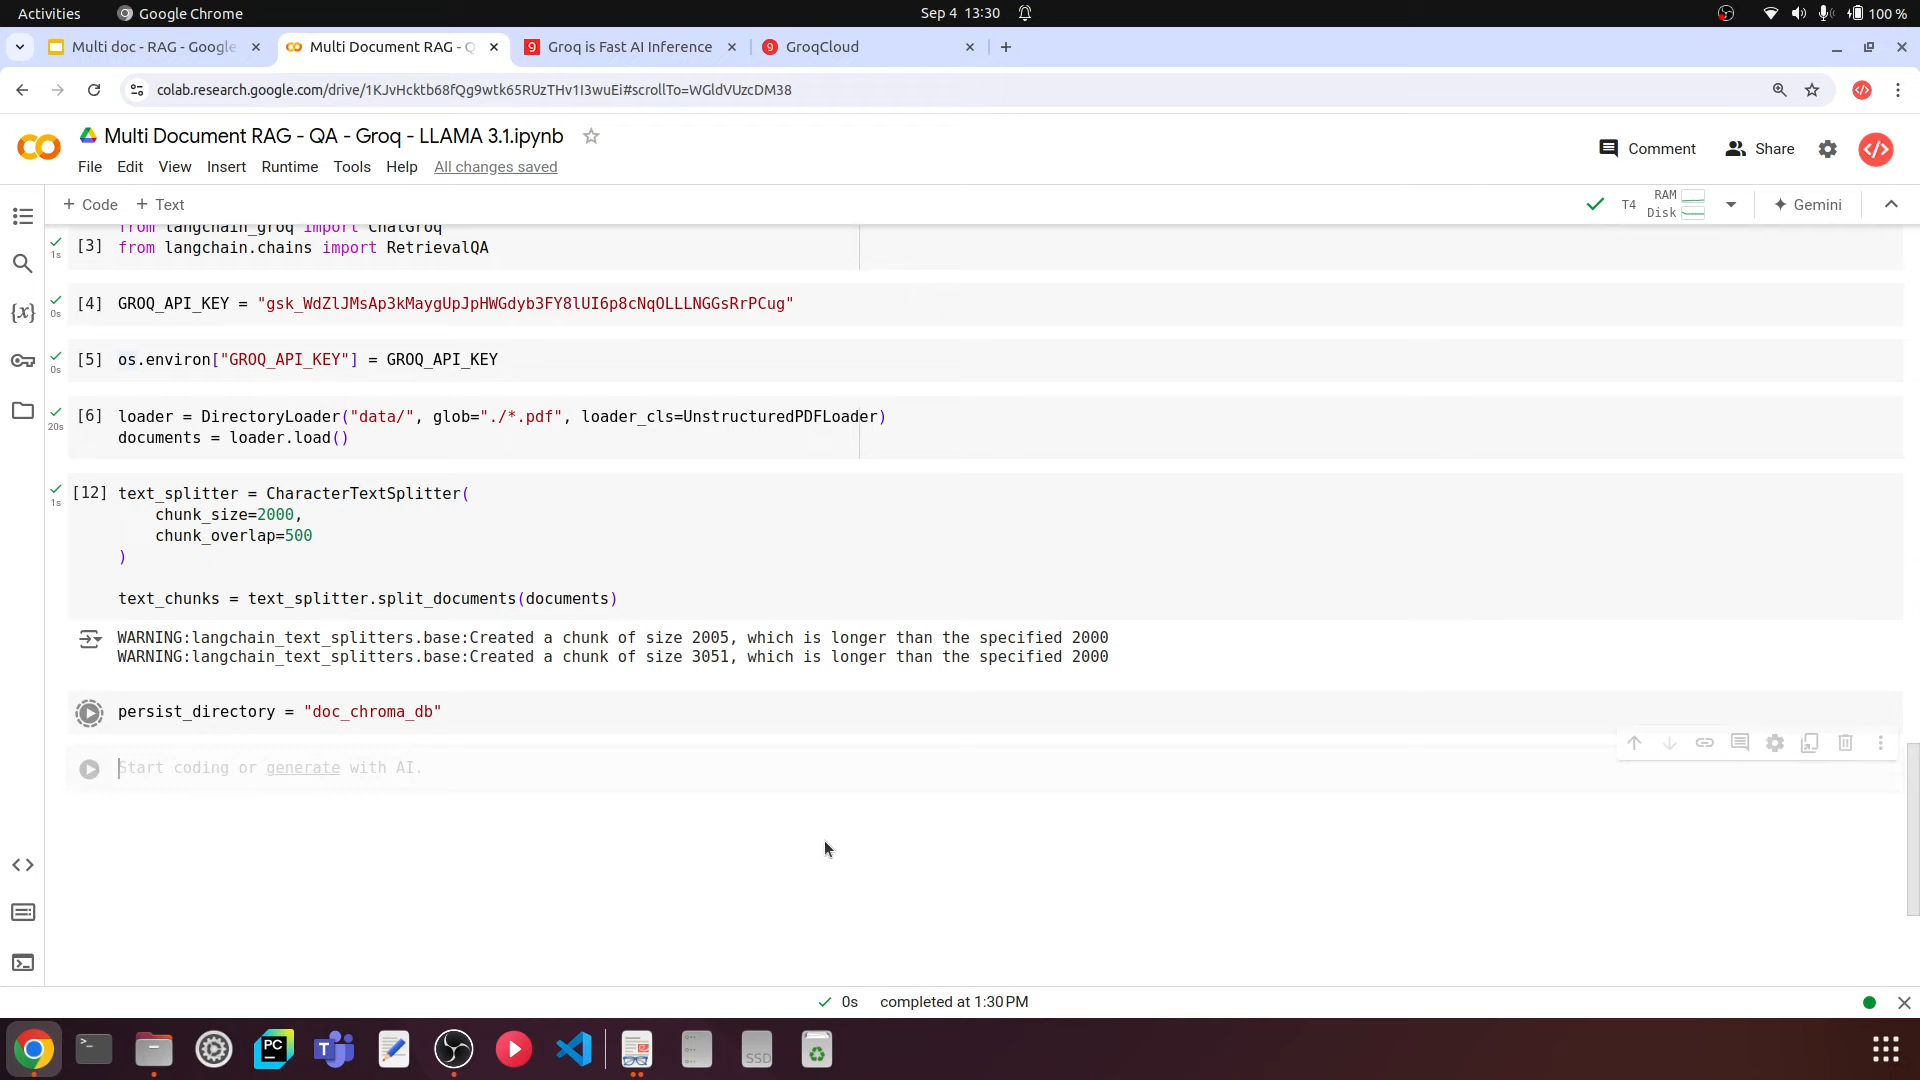 Activities
Google Chrome
Sep 4 13:30
100 %
Multi doc - RAG - Google
Multi Document RAG - Q
Groq is Fast AI Inference
GroqCloud
colab.research.google.com/drive/1KJvHcktb68fQg9wtk65RUzTHv1I3wuEi#scrollTo=WGldVUzcDM38
Multi Document RAG - QA - Groq - LLAMA 3.1.ipynb
File Edit View Insert Runtime Tools Help All changes saved
Comment
Share
+ Code + Text
T4
RAM
Disk
Gemini
from langchain_groq import ChatGroq
[3] from langchain.chains import RetrievalQA
1s
[4] GROQ_API_KEY = "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"
0s
[5] os.environ["GROQ_API_KEY"] = GROQ_API_KEY
0s
[6] loader = DirectoryLoader("data/", glob="./*.pdf", loader_cls=UnstructuredPDFLoader)
20s
documents = loader.load()
[12] text_splitter = CharacterTextSplitter(
1s
chunk_size=2000,
chunk_overlap=500
)
text_chunks = text_splitter.split_documents(documents)
WARNING:langchain_text_splitters.base:Created a chunk of size 2005, which is longer than the specified 2000
WARNING:langchain_text_splitters.base:Created a chunk of size 3051, which is longer than the specified 2000
persist_directory = "doc_chroma_db"
Start coding or generate with AI.
0s completed at 1:30 PM
PC
SSD